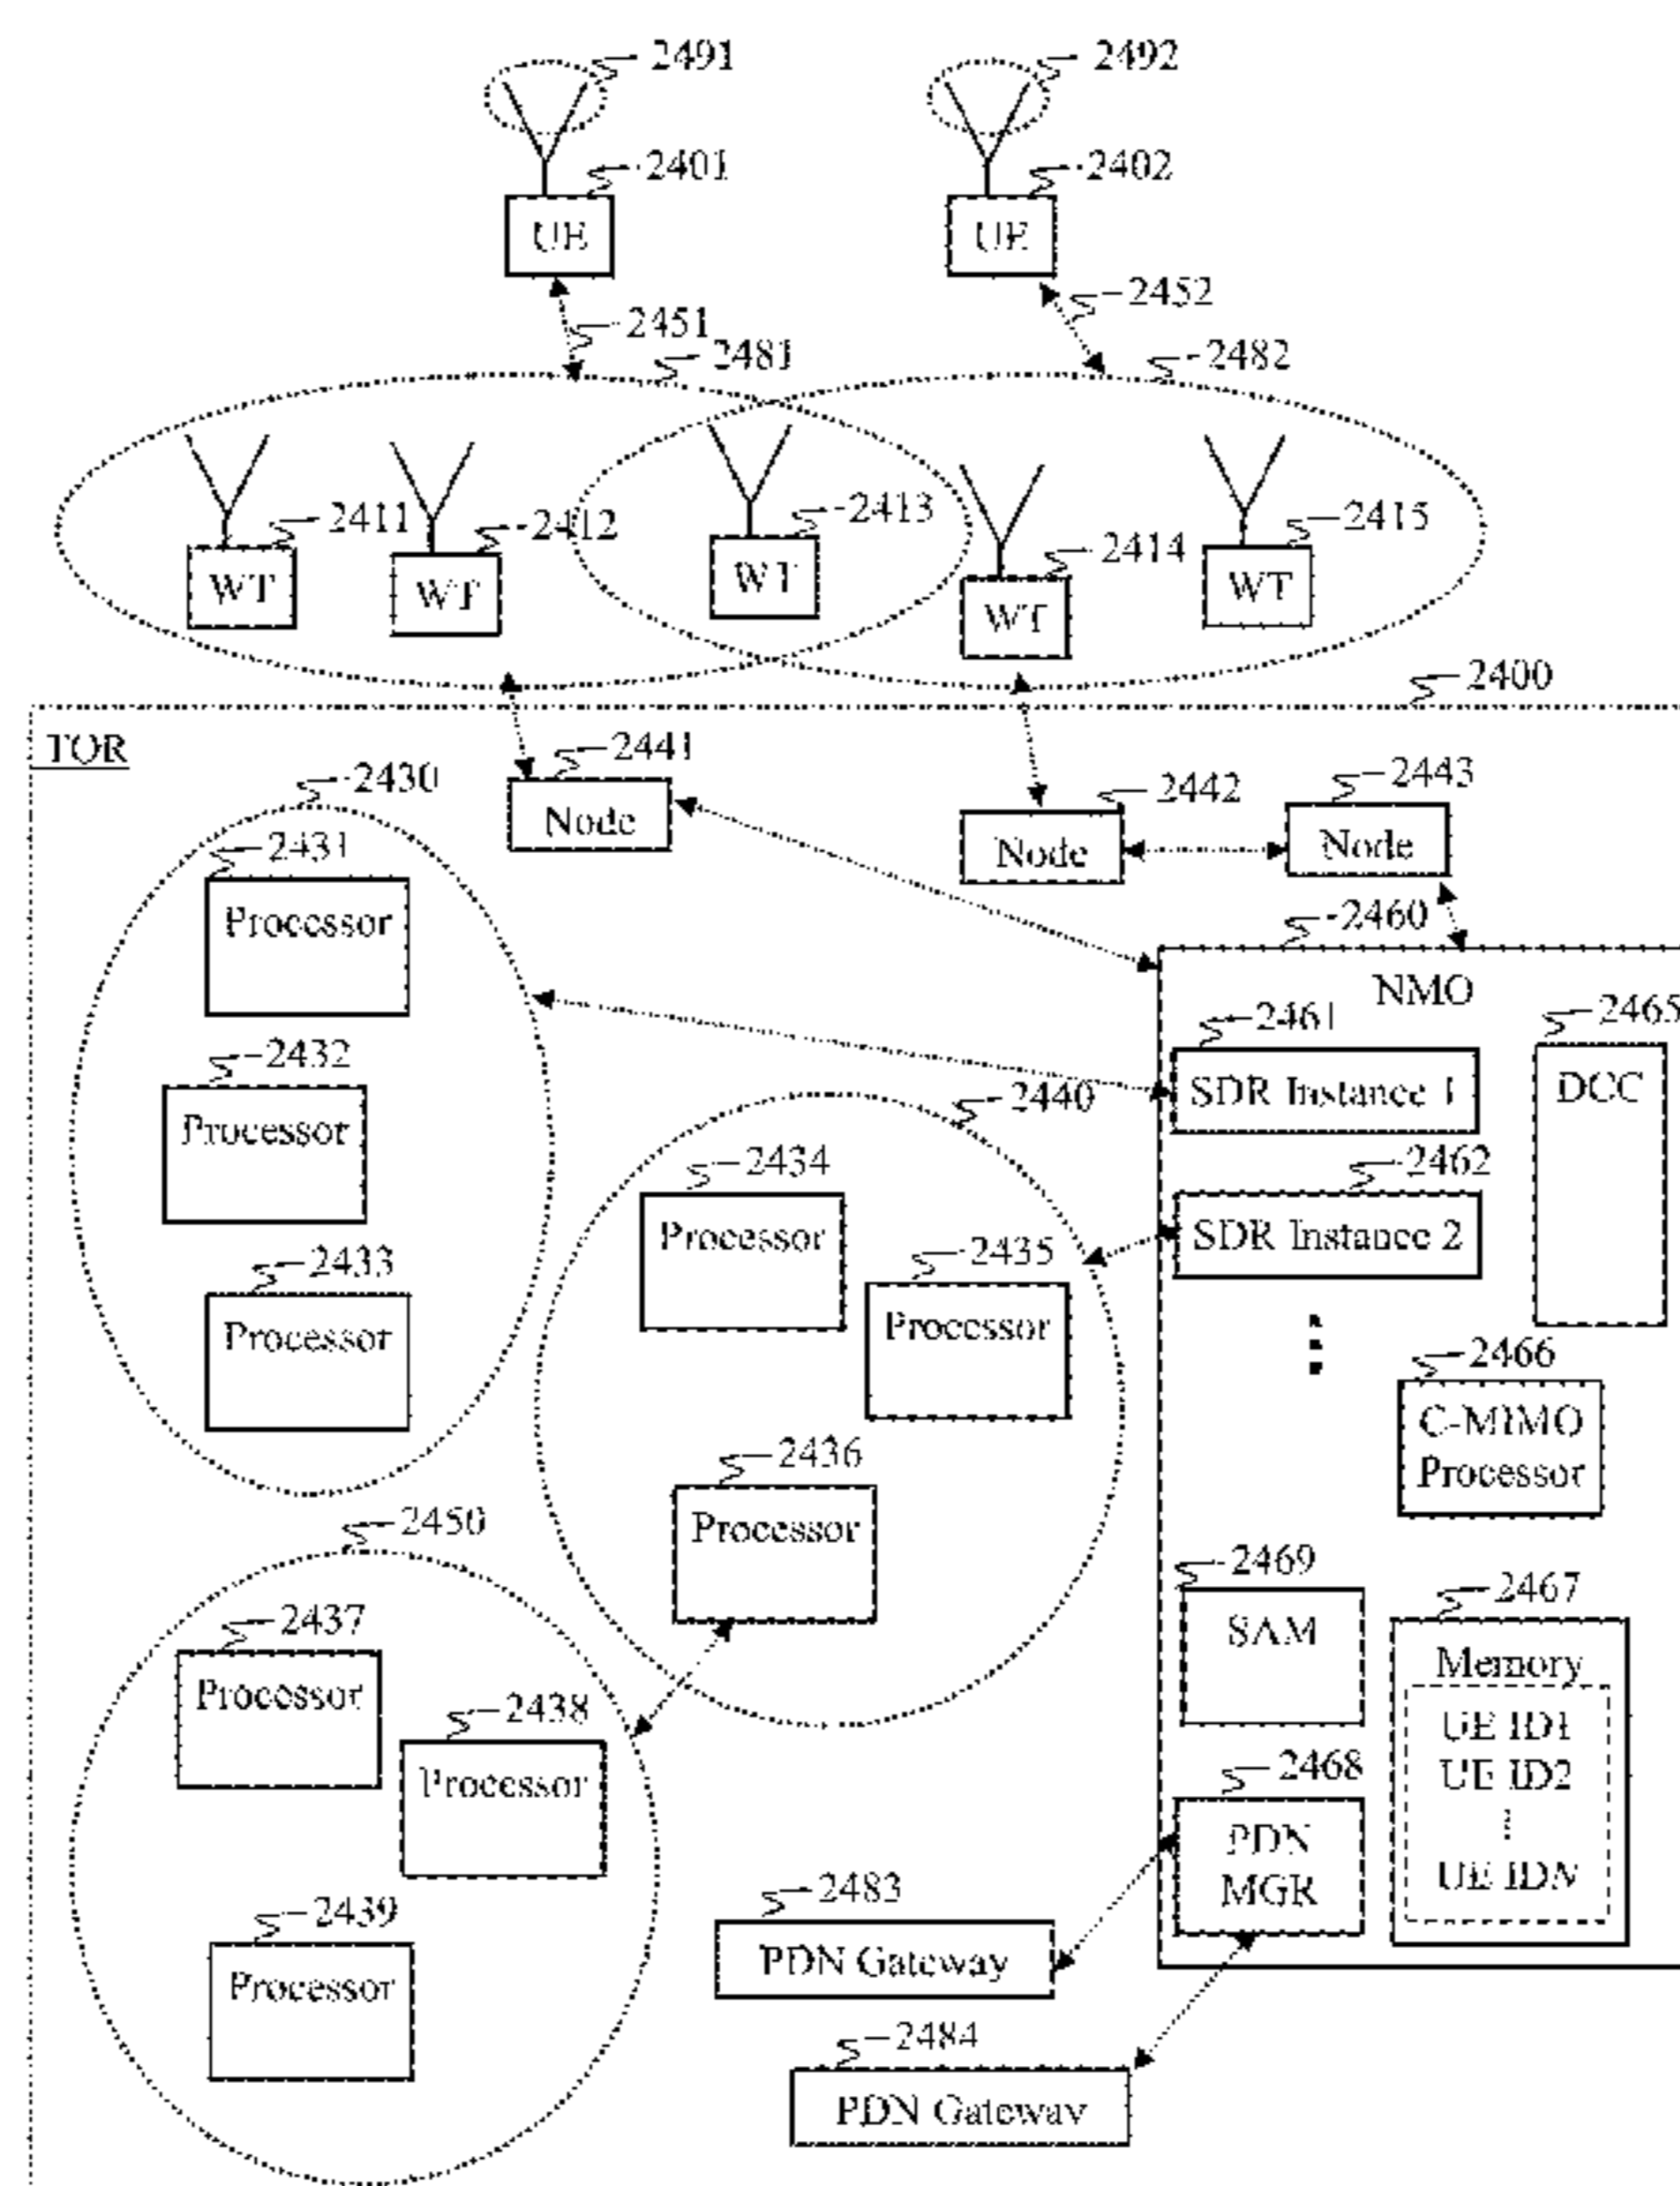 2491
2492
2401
2402
UE
UE
2451
2452
2481
2482
2411
2412
2413
2414
2415
WT
WT
WT
WT
WT
2400
TOR
2441
2442
2443
Node
Node
Node
2430
2431
Processor
2432
Processor
2433
Processor
2460
NMO
2461
SDR Instance 1
2465
DCC
2440
2434
Processor
2435
Processor
2436
Processor
2462
SDR Instance 2
2466
C-MIMO
Processor
2450
2437
Processor
2438
Processor
2439
Processor
2469
SAM
2467
Memory
UE ID1
UE ID2
UE IDN
2468
PDN
MGR
2483
PDN Gateway
2484
PDN Gateway